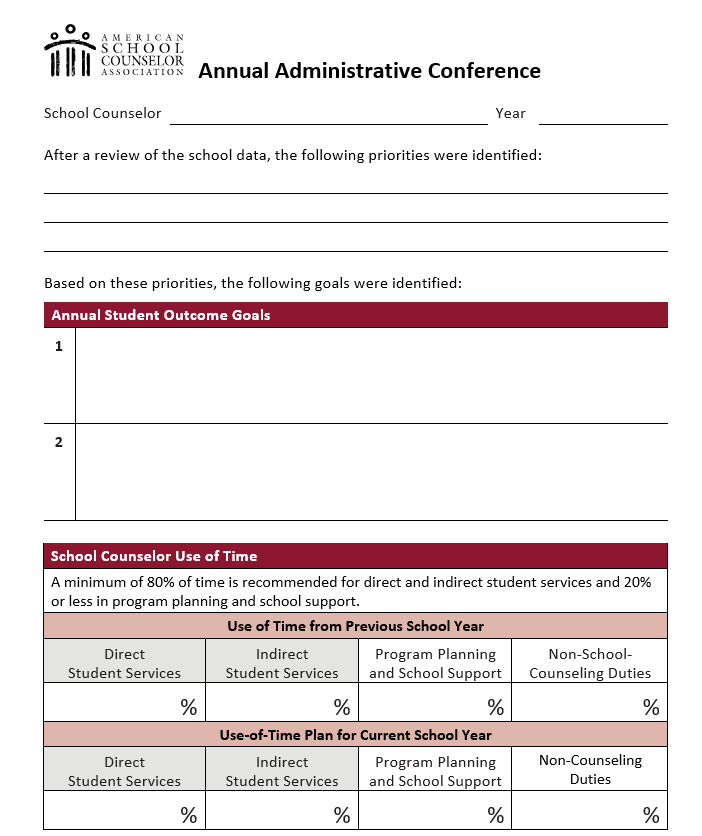 AMERICAN
SCHOOL
COUNSELOR
ASSOCIATION
Annual Administrative Conference
School Counselor Year
After a review of the school data, the following priorities were identified:
Based on these priorities, the following goals were identified:
Annual Student Outcome Goals
1
2
School Counselor Use of Time
A minimum of 80% of time is recommended for direct and indirect student services and 20%
or less in program planning and school support.
Use of Time from Previous School Year
Direct
Student Services
Indirect
Student Services
Program Planning
and School Support
Non-School-
Counseling Duties
% % % %
Use-of-Time Plan for Current School Year
Direct
Student Services
Indirect
Student Services
Program Planning
and School Support
Non-Counseling
Duties
% % % %